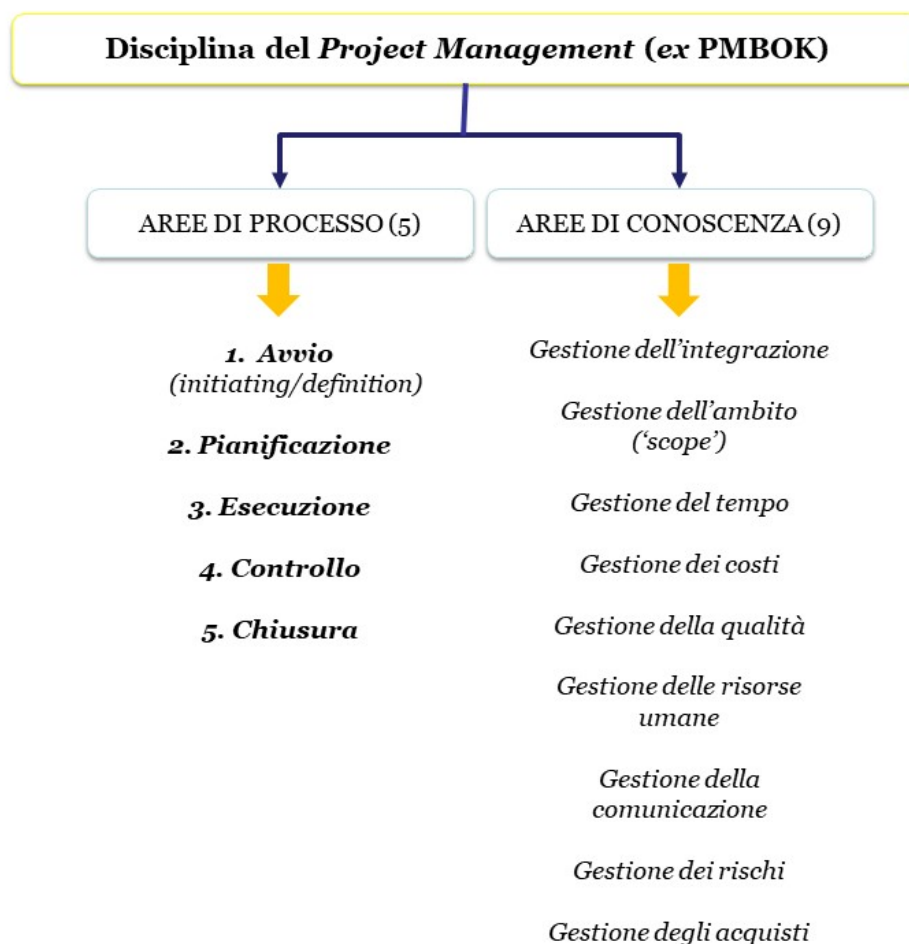 Disciplina del Project Management (ex PMBOK)
AREE DI PROCESSO (5)
1. Avvio
(initiating/definition)
2. Pianificazione
3. Esecuzione
4. Controllo
5. Chiusura
AREE DI CONOSCENZA (9)
Gestione dell’integrazione
Gestione dell’ambito
(‘scope’)
Gestione del tempo
Gestione dei costi
Gestione della qualità
Gestione delle risorse
umane
Gestione della
comunicazione
Gestione dei rischi
Gestione degli acquisti